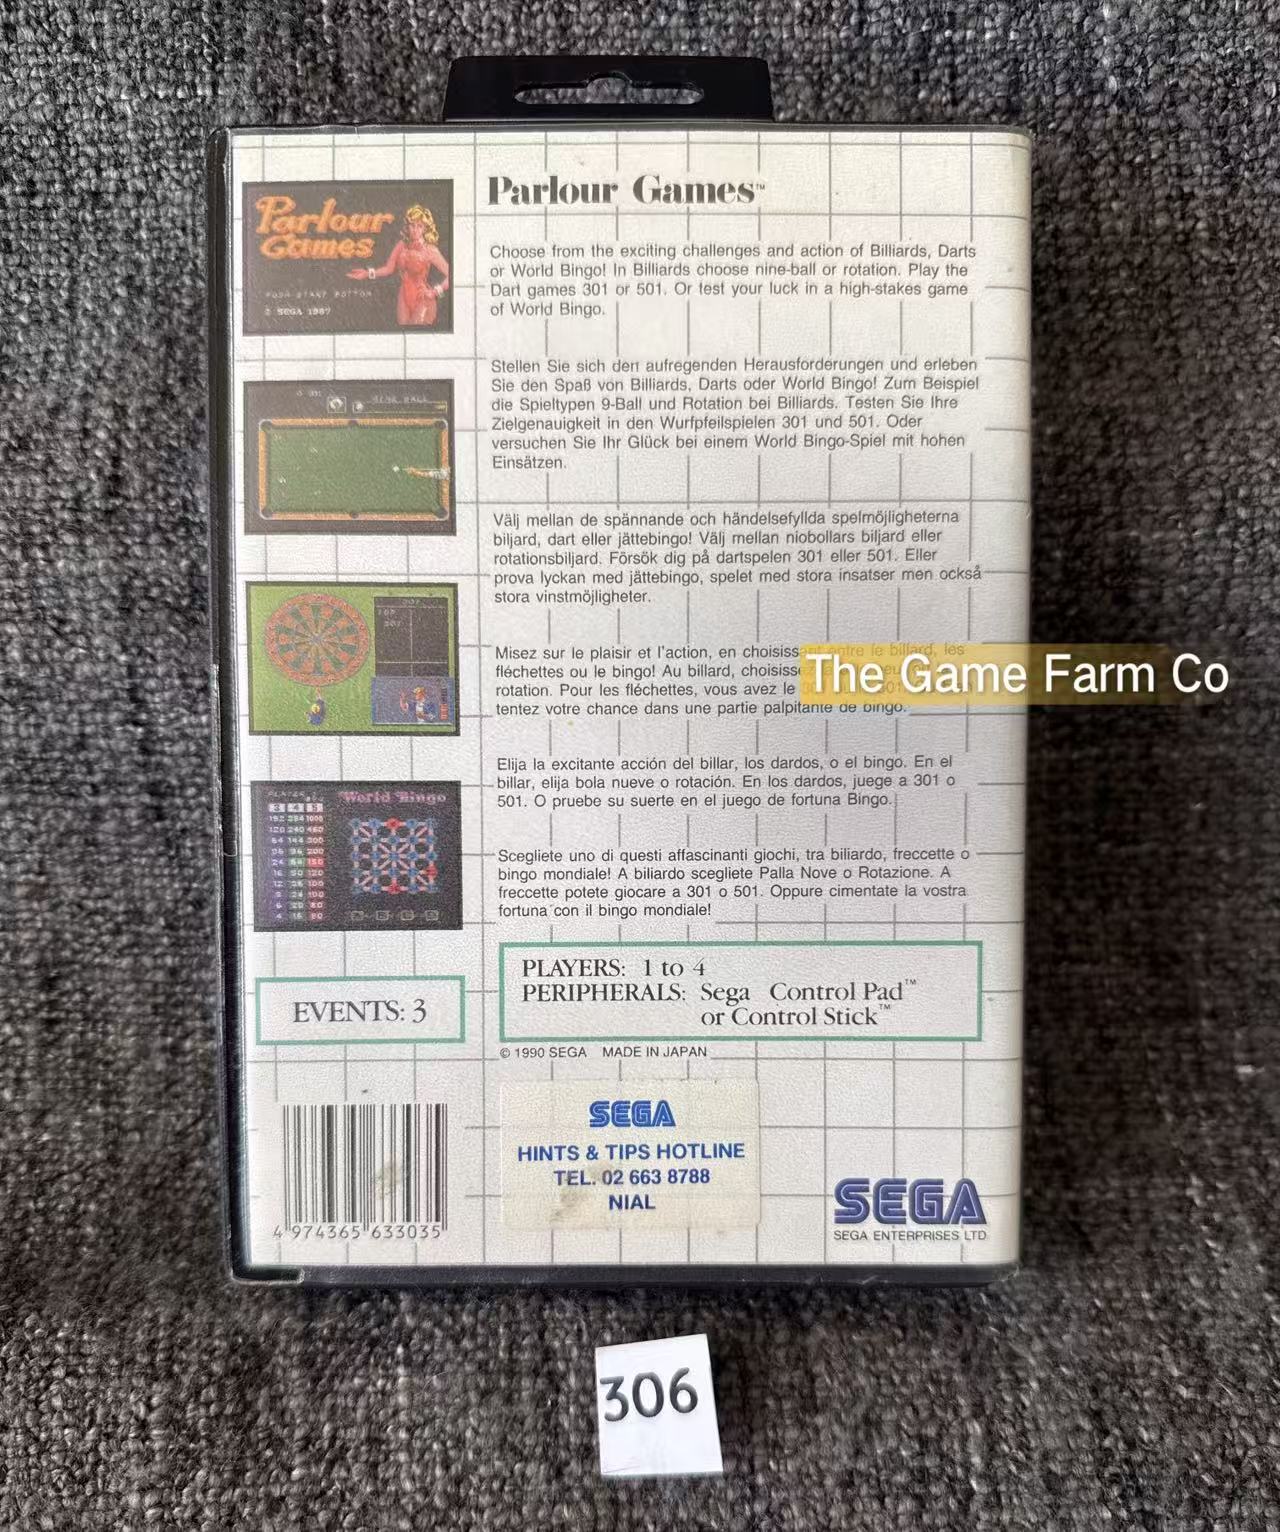 Parlour Games™
Choose from the exciting challenges and action of Billiards, Darts
or World Bingo! In Billiards choose nine-ball or rotation. Play the
Dart games 301 or 501. Or test your luck in a high-stakes game
of World Bingo.
Stellen Sie sich den aufregenden Herausforderungen und erleben
Sie den Spaß von Billiards, Darts oder World Bingo! Zum Beispiel
die Spieltypen 9-Ball und Rotation bei Billiards. Testen Sie Ihre
Zielgenauigkeit in den Wurfpfeilspielen 301 und 501. Oder
versuchen Sie Ihr Glück bei einem World Bingo-Spiel mit hohen
Einsätzen.
Välj mellan de spännande och händelsefyllda spelmöjligheterna
biljard, dart eller jättebingo! Välj mellan niobollars biljard eller
rotationsbiljard. Försök dig på dartspelen 301 eller 501. Eller
prova lyckan med jättebingo, spelet med stora insatser men också
stora vinstmöjligheter.
Misez sur le plaisir et l'action, en choisissant entre le billard, les
fléchettes ou le bingo! Au billard, choisissez
rotation. Pour les fléchettes, vous avez le
tentez votre chance dans une partie palpitante de bingo.
The Game Farm Co
Elija la excitante acción del billar, los dardos, o el bingo. En el
billar, elija bola nueve o rotación. En los dardos, juege a 301 o
501. O pruebe su suerte en el juego de fortuna Bingo.
Scegliete uno di questi affascinanti giochi, tra biliardo, freccette o
bingo mondiale! A biliardo scegliete Palla Nove o Rotazione. A
freccette potete giocare a 301 o 501. Oppure cimentate la vostra
fortuna con il bingo mondiale!
Parlour
Games
PUSH START BUTTON
© SEGA 1987
NINE BALL
World Bingo
PLAYER
3 4 5
EVENTS: 3
PLAYERS: 1 to 4
PERIPHERALS: Sega Control Pad™
or Control Stick™
© 1990 SEGA MADE IN JAPAN
SEGA
HINTS & TIPS HOTLINE
TEL. 02 663 8788
NIAL
4 974365 633035
SEGA
SEGA ENTERPRISES LTD
306